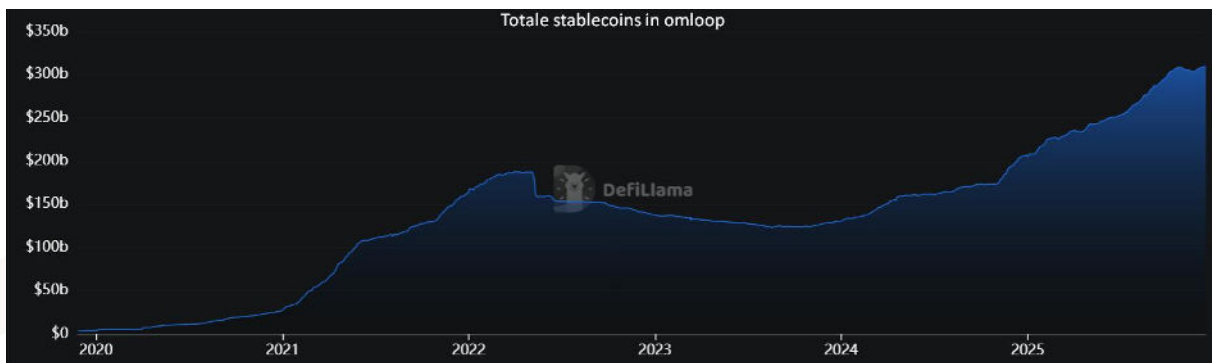 Totale stablecoins in omloop
$350b
$300b
$250b
$200b
$150b
$100b
$50b
$0
DefiLlama
2020 2021 2022 2023 2024 2025